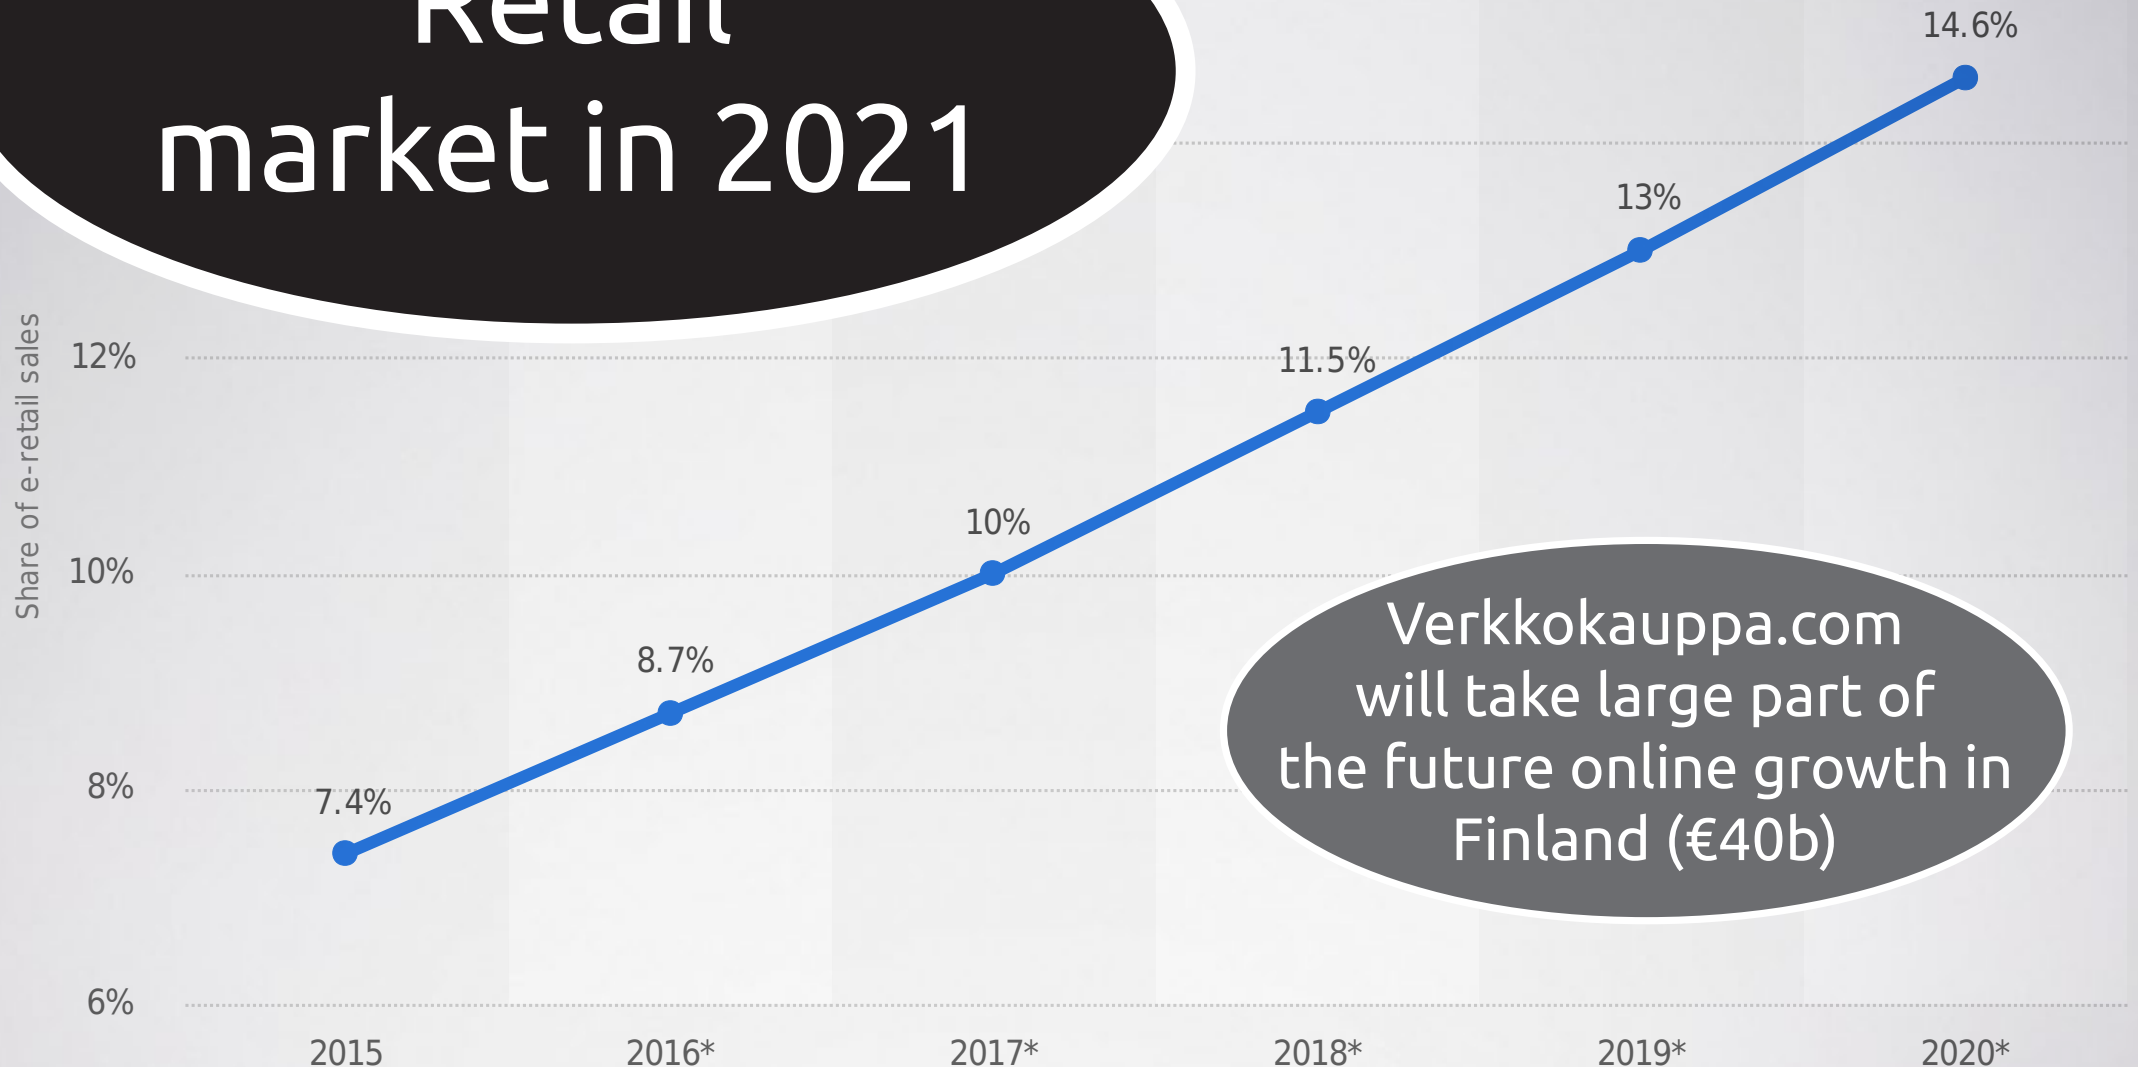 Retail
market in 2021
14.6%
13%
11.5%
10%
8.7%
7.4%
Share of e-retail sales
12%
10%
8%
6%
Verkkokauppa.com
will take large part of
the future online growth in
Finland (€40b)
2015 2016* 2017* 2018* 2019* 2020*